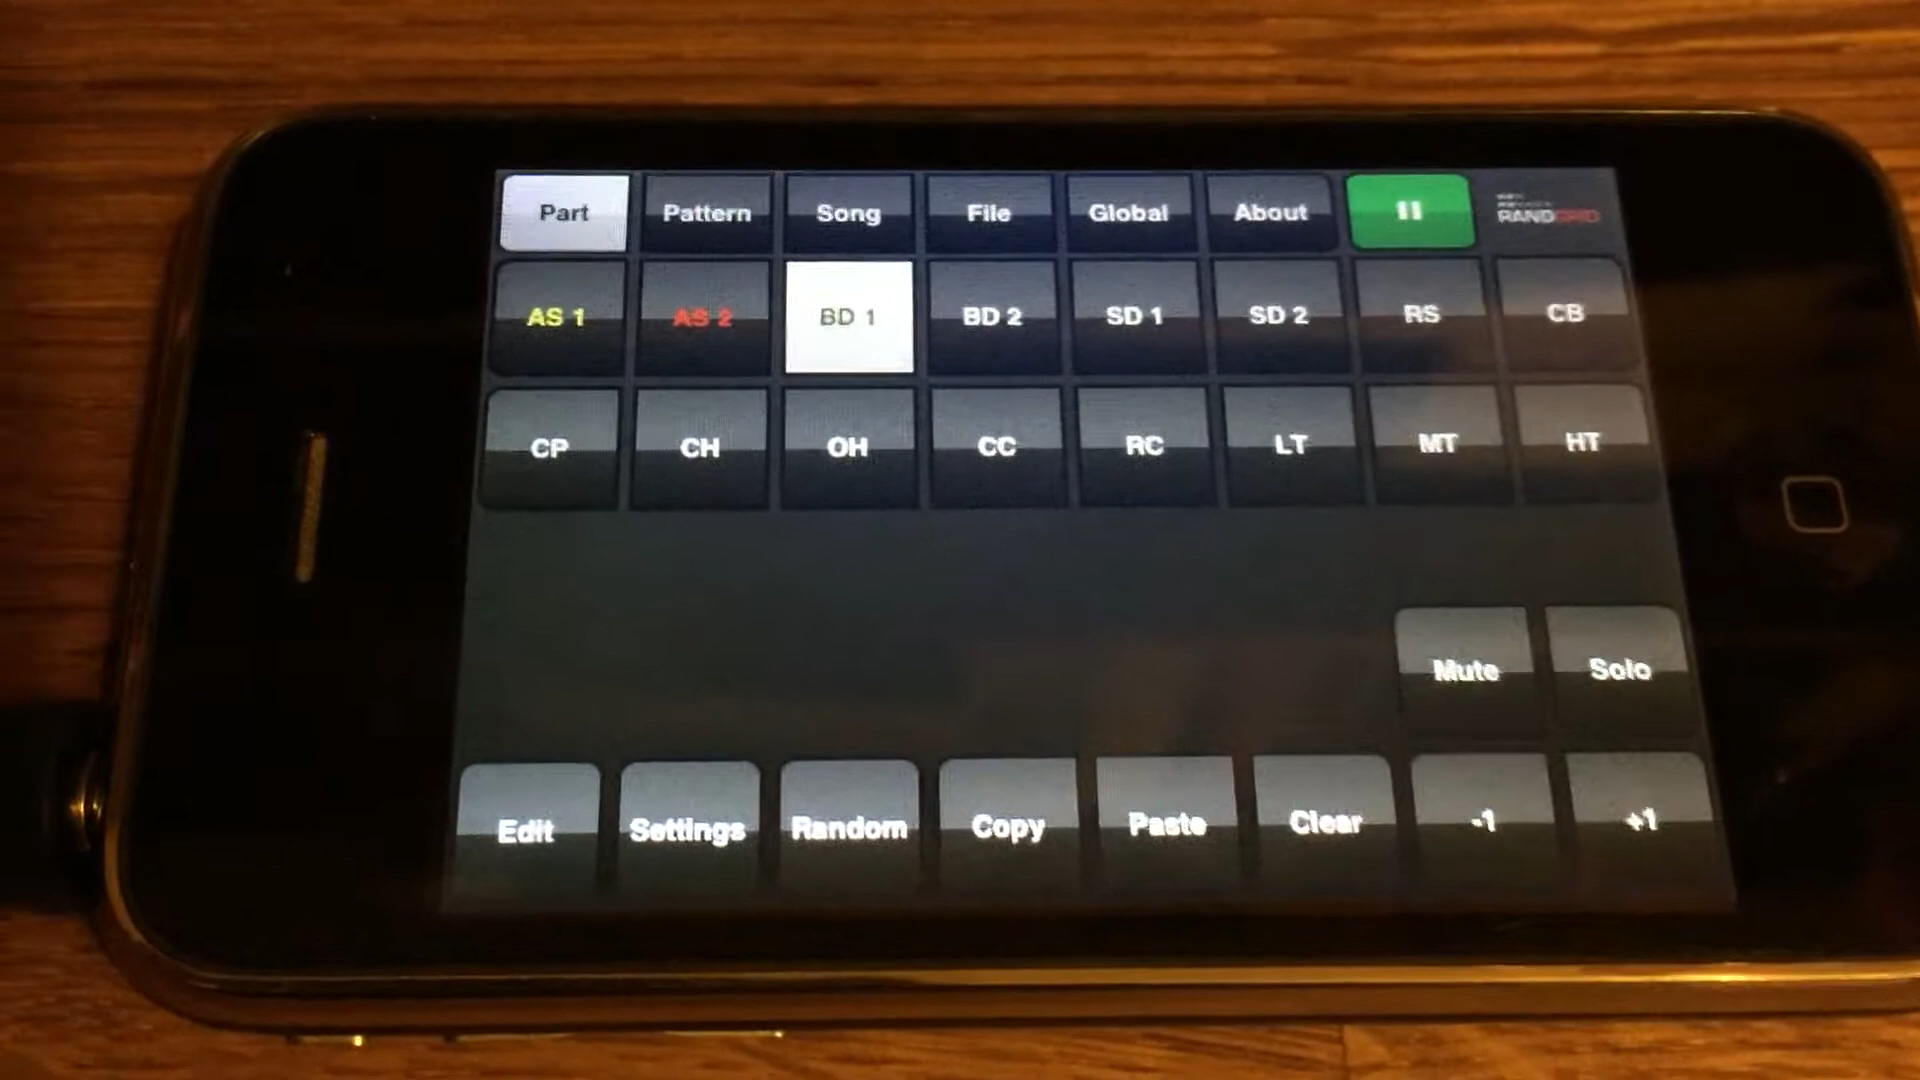 Part Pattern Song File Global About RANDGRID
AS 1 AS 2 BD 1 BD 2 SD 1 SD 2 RS CB
CP CH OH CC RC LT MT HT
Mute Solo
Edit Settings Random Copy Paste Clear -1 +1